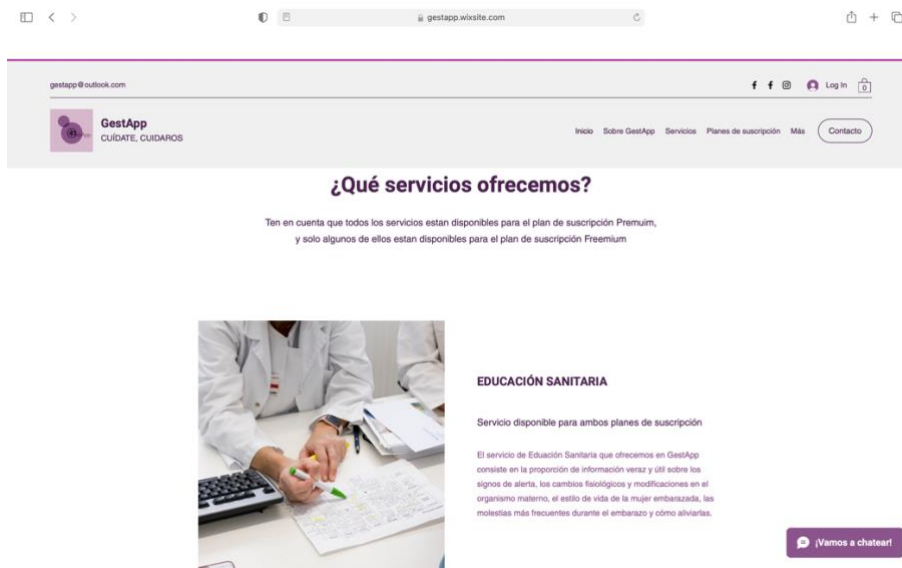 gestapp.wixsite.com
gestapp@outlook.com
Log In
0
GestApp
CUÍDATE, CUIDAROS
Inicio Sobre GestApp Servicios Planes de suscripción Más Contacto
¿Qué servicios ofrecemos?
Ten en cuenta que todos los servicios estan disponibles para el plan de suscripción Premuim,
y solo algunos de ellos estan disponibles para el plan de suscripción Freemium
EDUCACIÓN SANITARIA
Servicio disponible para ambos planes de suscripción
El servicio de Eduación Sanitaria que ofrecemos en GestApp
consiste en la proporción de información veraz y útil sobre los
signos de alerta, los cambios fisiológicos y modificaciones en el
organismo materno, el estilo de vida de la mujer embarazada, las
molestias más frecuentes durante el embarazo y cómo aliviarlas.
¡Vamos a chatear!